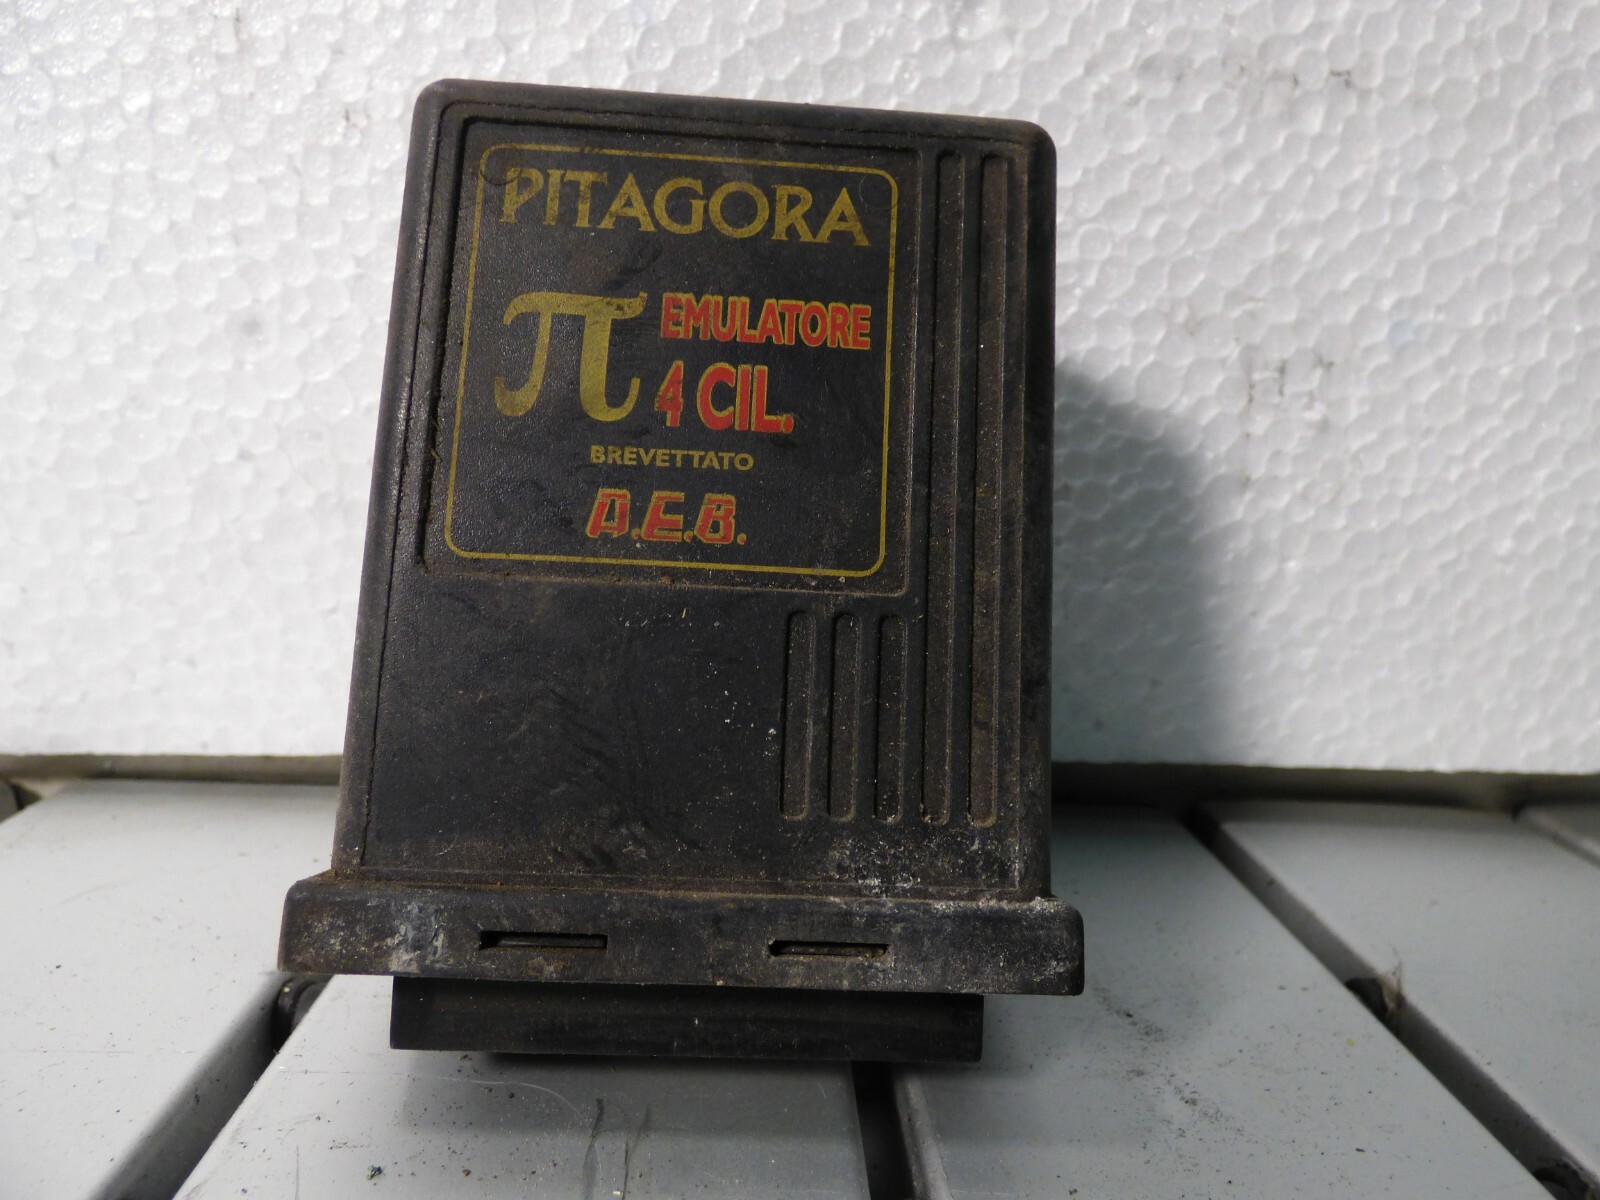 PITAGORA
π EMULATORE
4 CIL.
BREVETTATO
A.E.B.